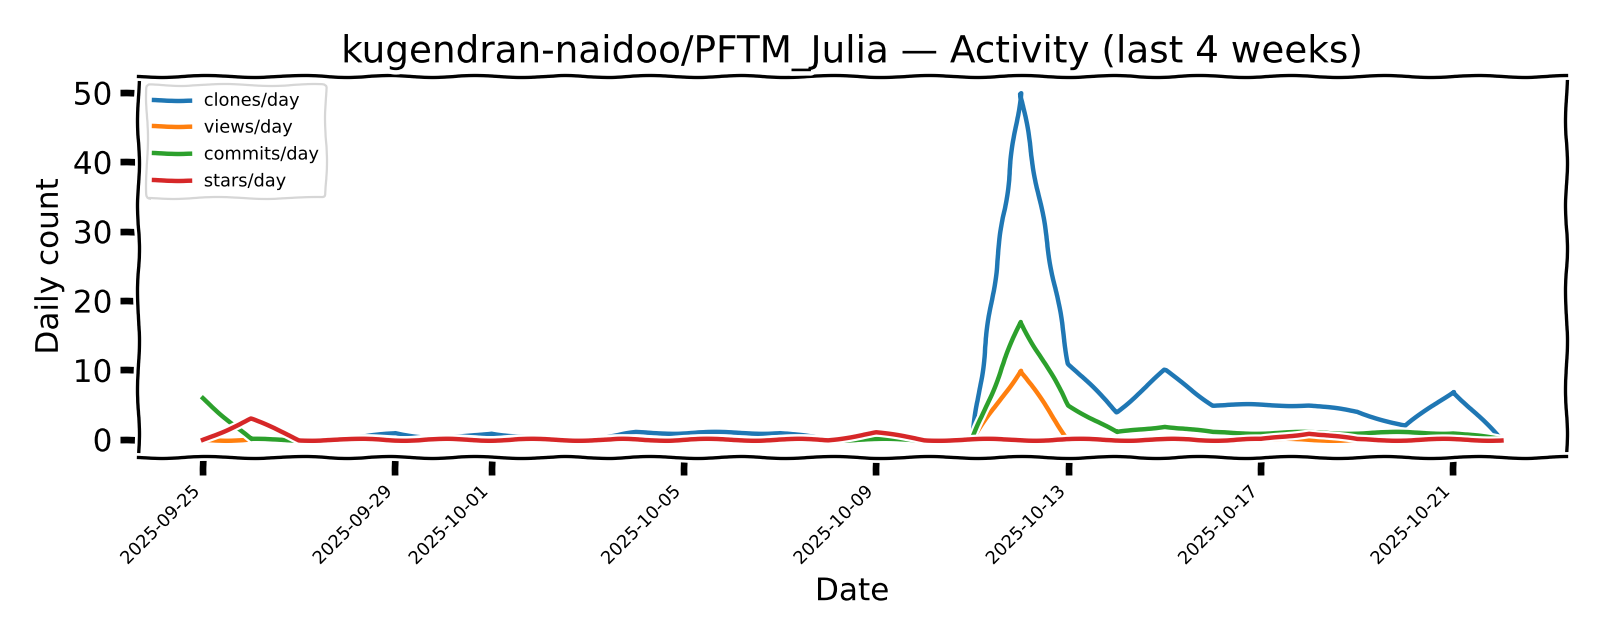 kugendran-naidoo/PFTM_Julia — Activity (last 4 weeks)
50
40
30
20
10
0
Daily count
clones/day
views/day
commits/day
stars/day
2025-09-25
2025-09-29
2025-10-01
2025-10-05
2025-10-09
2025-10-13
2025-10-17
2025-10-21
Date